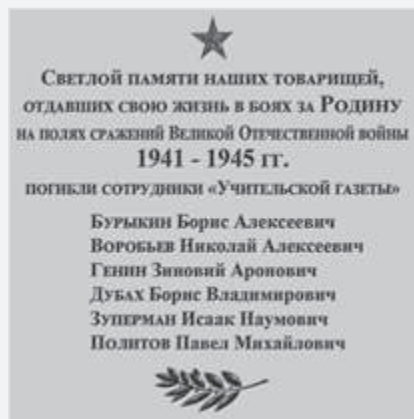 Светлой памяти наших товарищей,
отдавших свою жизнь в боях за Родину
на полях сражений Великой Отечественной войны
1941 - 1945 гг.
погибли сотрудники «Учительской газеты»
Бурыкин Борис Алексеевич
Воробьев Николай Алексеевич
Генин Зиновий Аронович
Дубах Борис Владимирович
Зуперман Исаак Наумович
Политов Павел Михайлович